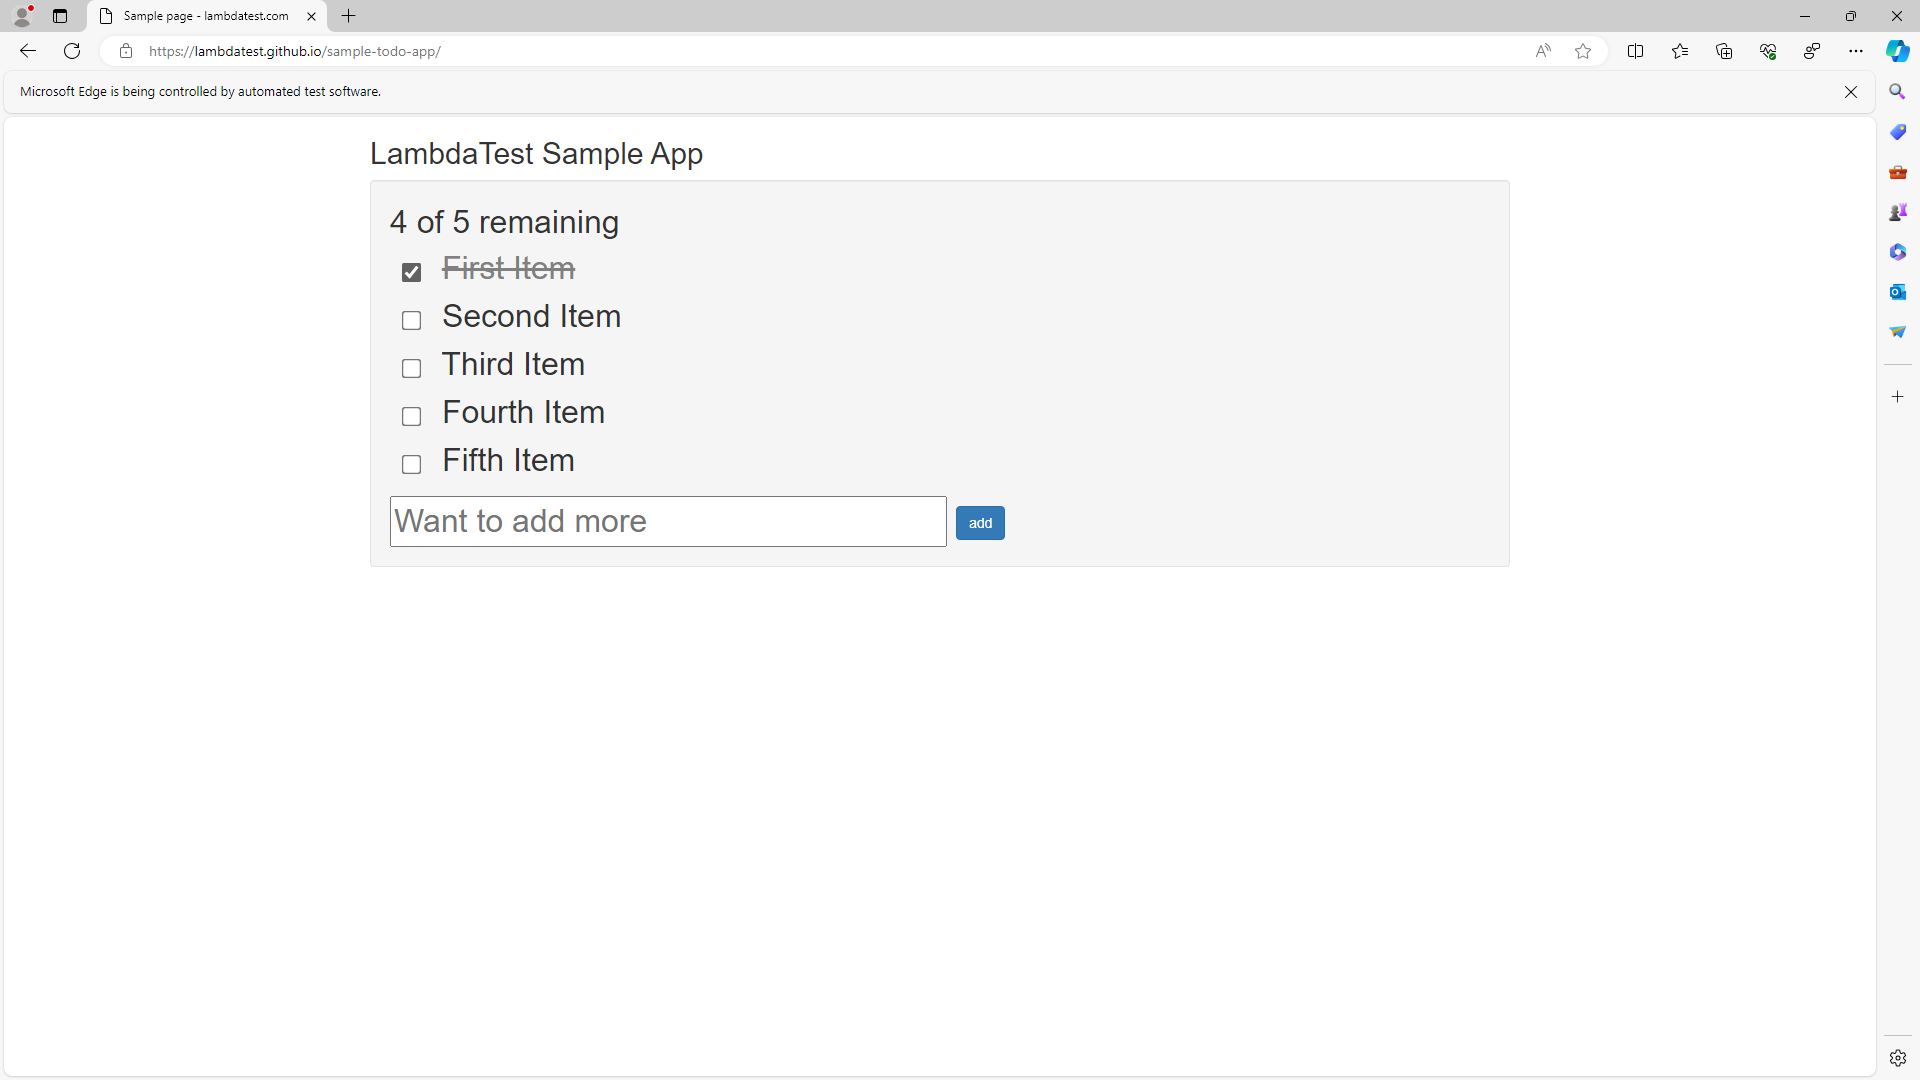 Sample page - lambdatest.com
https://lambdatest.github.io/sample-todo-app/
Microsoft Edge is being controlled by automated test software.
LambdaTest Sample App
4 of 5 remaining
First Item
Second Item
Third Item
Fourth Item
Fifth Item
Want to add more
add